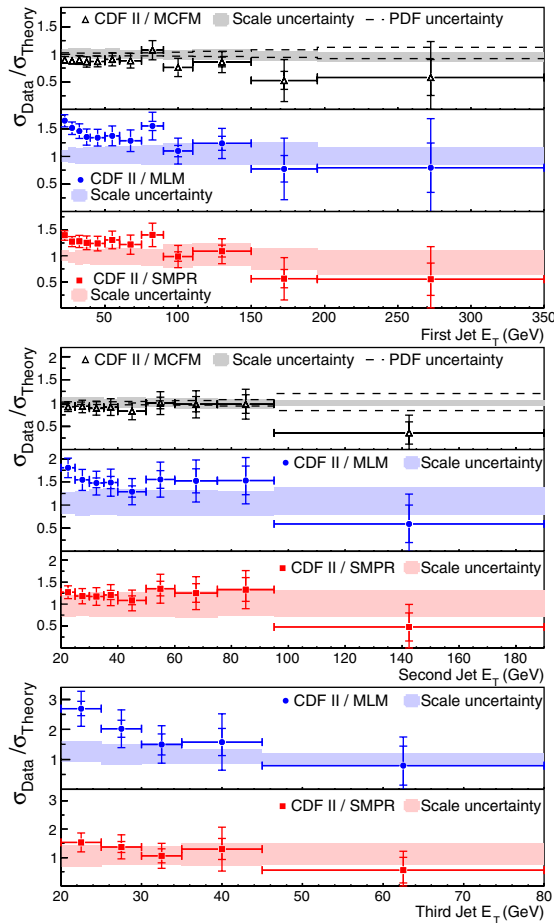 CDF II / MCFM Scale uncertainty PDF uncertainty
1.5
1
0.5
CDF II / MLM
Scale uncertainty
1.5
1
0.5
CDF II / SMPR
Scale uncertainty
1.5
1
0.5
σData/σTheory
50 100 150 200 250 300 350
First Jet ET (GeV)
CDF II / MCFM Scale uncertainty PDF uncertainty
2
1.5
1
0.5
CDF II / MLM Scale uncertainty
2
1.5
1
0.5
CDF II / SMPR Scale uncertainty
2
1.5
1
0.5
σData/σTheory
20 40 60 80 100 120 140 160 180
Second Jet ET (GeV)
CDF II / MLM Scale uncertainty
3
2
1
CDF II / SMPR Scale uncertainty
3
2
1
σData/σTheory
20 30 40 50 60 70 80
Third Jet ET (GeV)